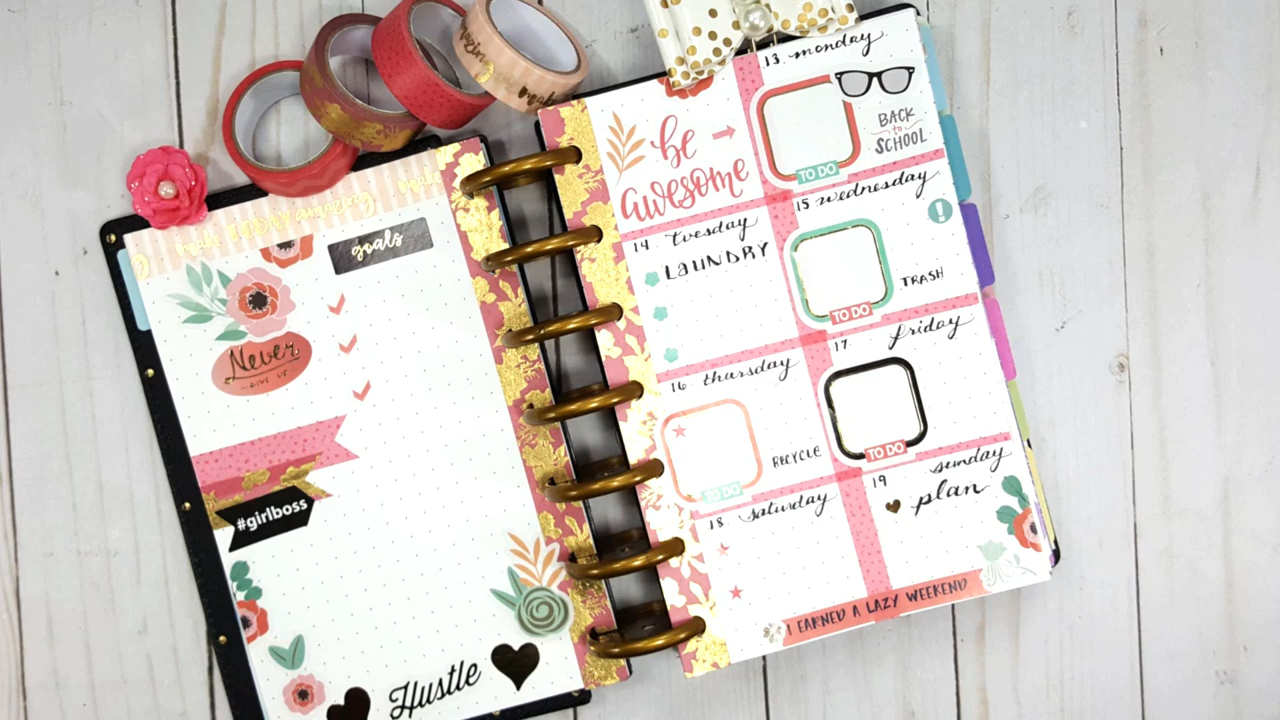 goals
Never
GIVE UP
#girlboss
Hustle
be
awesome
13 monday
BACK
to
SCHOOL
TO DO
14 tuesday
LAUNDRY
15 wednesday
!
TRASH
TO DO
16 thursday
RECYCLE
TO DO
17 friday
TO DO
18 saturday
19 sunday
plan
I EARNED A LAZY WEEKEND